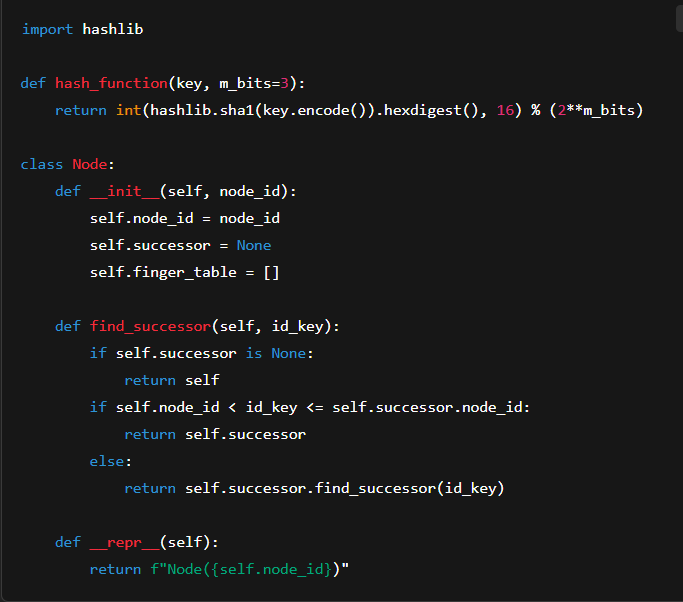 import hashlib

def hash_function(key, m_bits=3):
    return int(hashlib.sha1(key.encode()).hexdigest(), 16) % (2**m_bits)

class Node:
    def __init__(self, node_id):
        self.node_id = node_id
        self.successor = None
        self.finger_table = []

    def find_successor(self, id_key):
        if self.successor is None:
            return self
        if self.node_id < id_key <= self.successor.node_id:
            return self.successor
        else:
            return self.successor.find_successor(id_key)

    def __repr__(self):
        return f"Node({self.node_id})"